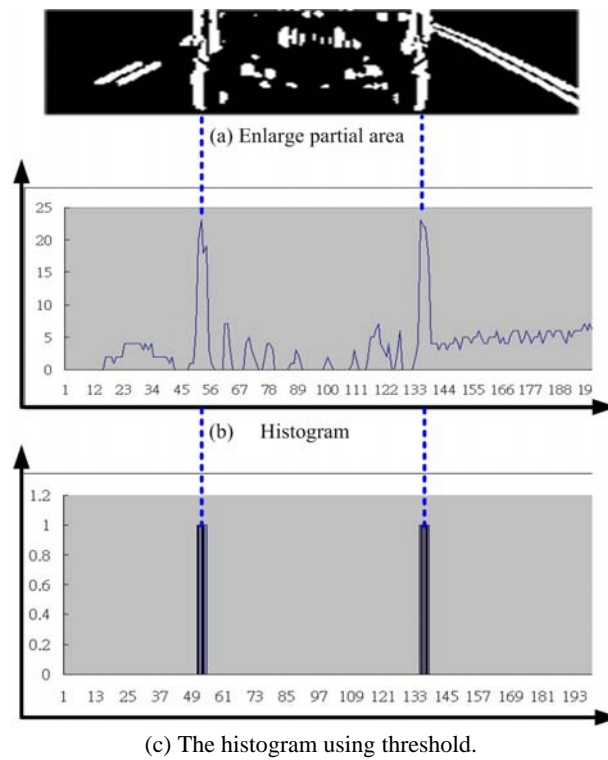 (a) Enlarge partial area
25
20
15
10
5
0
1 12 23 34 45 56 67 78 89 100 111 122 133 144 155 166 177 188 19
(b) Histogram
1.2
1
0.8
0.6
0.4
0.2
0
1 13 25 37 49 61 73 85 97 109 121 133 145 157 169 181 193
(c) The histogram using threshold.